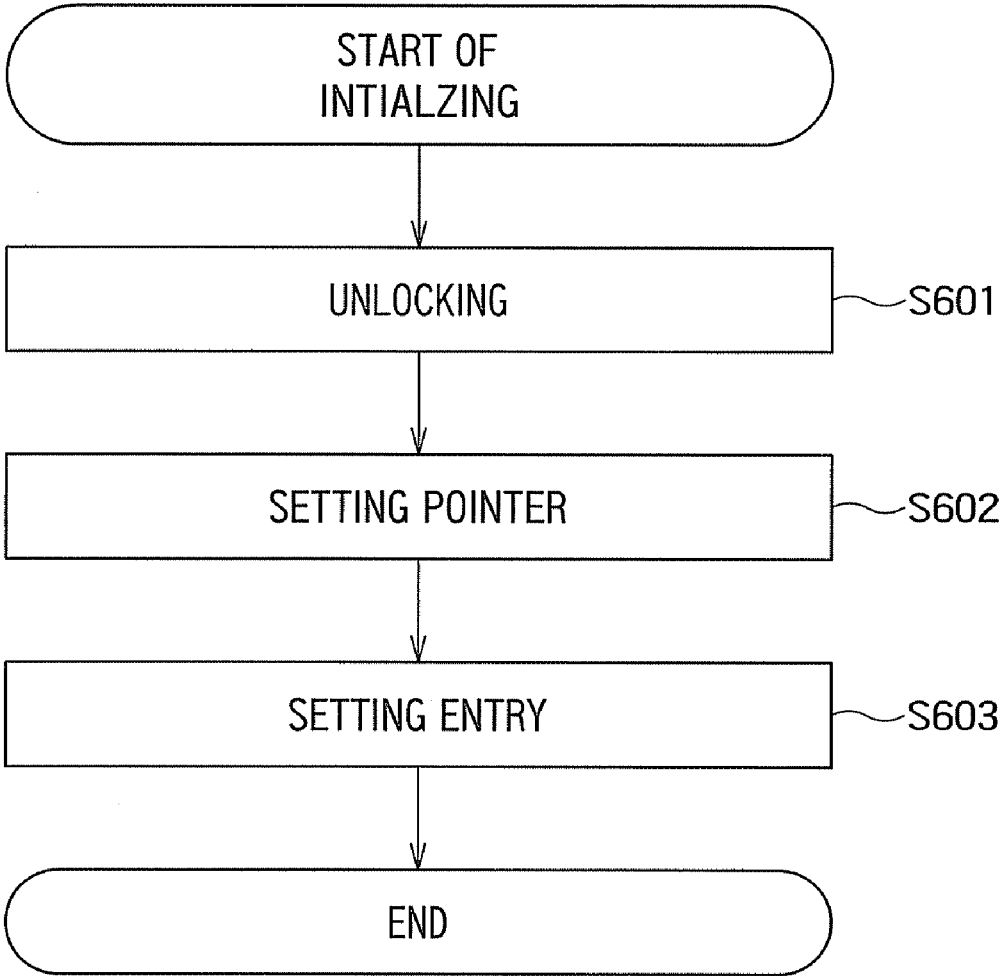 START OF
INTIALZING
UNLOCKING
S601
SETTING POINTER
S602
SETTING ENTRY
S603
END